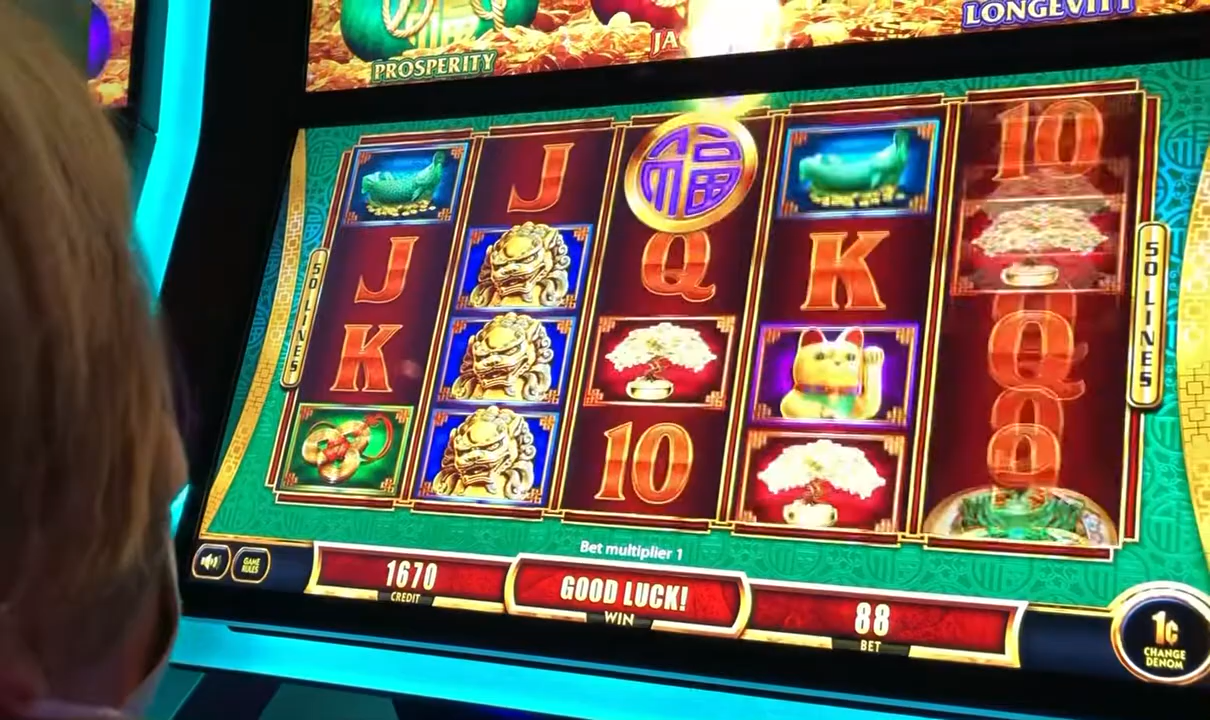 PROSPERITY
JA
LONGEVITY
福
10
J
J
Q
K
K
Q
Q
10
50 LINES
50 LINES
Bet multiplier 1
GAME RULES
1670
CREDIT
GOOD LUCK!
WIN
88
BET
1¢
CHANGE
DENOM